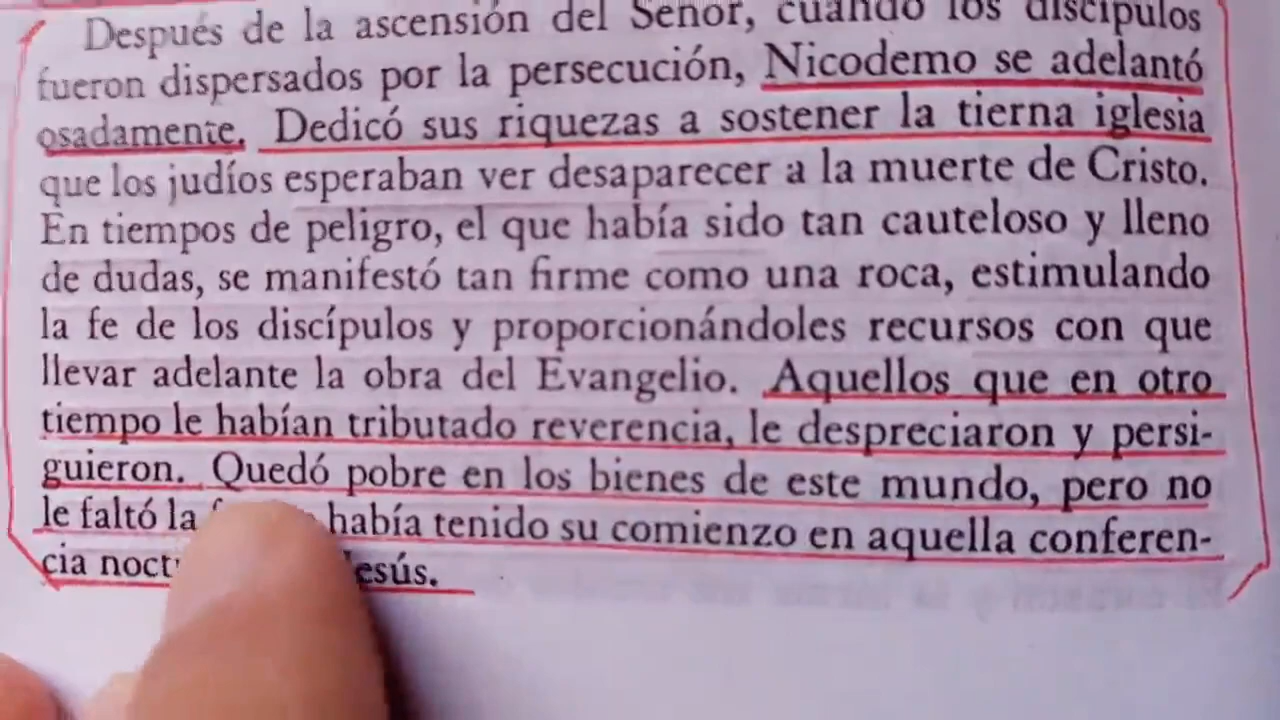 Después de la ascensión del Señor, cuando los discípulos
fueron dispersados por la persecución, Nicodemo se adelantó
osadamente. Dedicó sus riquezas a sostener la tierna iglesia
que los judíos esperaban ver desaparecer a la muerte de Cristo.
En tiempos de peligro, el que había sido tan cauteloso y lleno
de dudas, se manifestó tan firme como una roca, estimulando
la fe de los discípulos y proporcionándoles recursos con que
llevar adelante la obra del Evangelio. Aquellos que en otro
tiempo le habían tributado reverencia, le despreciaron y persi-
guieron. Quedó pobre en los bienes de este mundo, pero no
le faltó la había tenido su comienzo en aquella conferen-
cia esús.